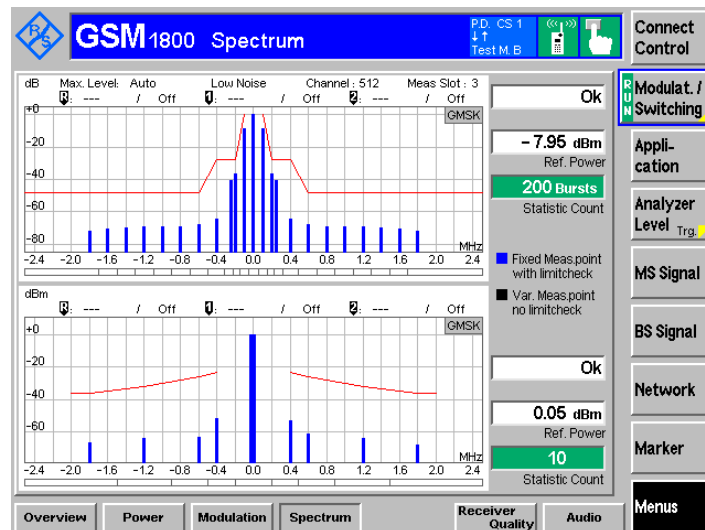 R&S GSM 1800 Spectrum
P.D. CS 1
Test M. B
Connect Control
dB Max. Level: Auto Low Noise Channel : 512 Meas Slot : 3
R: --- / Off 1: --- / Off 2: --- / Off
GMSK
+0
-20
-40
-60
-80
MHz
-2.4 -2.0 -1.6 -1.2 -0.8 -0.4 0.0 0.4 0.8 1.2 1.6 2.0 2.4
Ok
– 7.95 dBm
Ref. Power
200 Bursts
Statistic Count
Fixed Meas.point
with limitcheck
Var. Meas.point
no limitcheck
dBm
R: --- / Off 1: --- / Off 2: --- / Off
GMSK
+0
-20
-40
-60
MHz
-2.4 -2.0 -1.6 -1.2 -0.8 -0.4 0.0 0.4 0.8 1.2 1.6 2.0 2.4
Ok
0.05 dBm
Ref. Power
10
Statistic Count
RUN
Modulat. /
Switching
Appli-
cation
Analyzer
Level Trg.
MS Signal
BS Signal
Network
Marker
Menus
Overview Power Modulation Spectrum Receiver Quality Audio